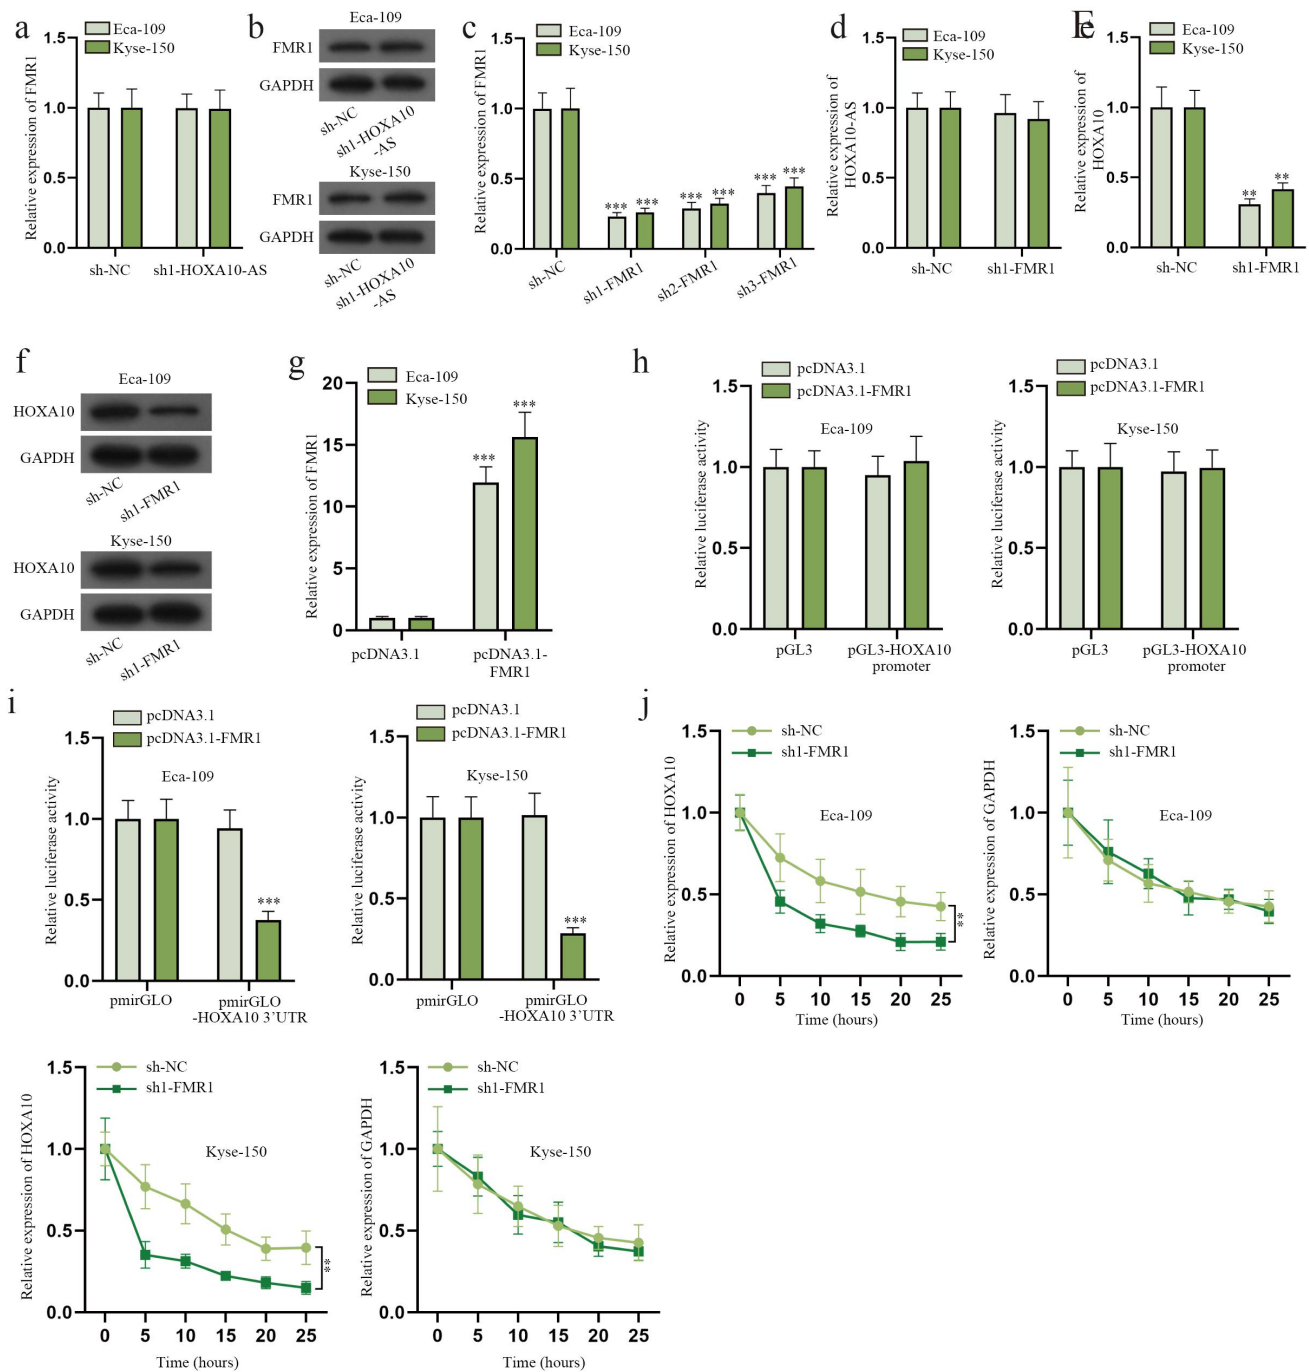 a
Eca-109
Kyse-150
Relative expression of FMR1
1.5
1.0
0.5
0.0
sh-NC
sh1-HOXA10-AS
b
Eca-109
FMR1
GAPDH
sh-NC
sh1-HOXA10
-AS
Kyse-150
FMR1
GAPDH
sh-NC
sh1-HOXA10
-AS
c
Eca-109
Kyse-150
Relative expression of FMR1
1.5
1.0
0.5
0.0
*** ***
*** ***
*** ***
sh-NC
sh1-FMR1
sh2-FMR1
sh3-FMR1
d
Eca-109
Kyse-150
Relative expression of
HOXA10-AS
1.5
1.0
0.5
0.0
sh-NC
sh1-FMR1
E
e
Eca-109
Kyse-150
Relative expression of
HOXA10
1.5
1.0
0.5
0.0
** **
sh-NC
sh1-FMR1
f
Eca-109
HOXA10
GAPDH
sh-NC
sh1-FMR1
Kyse-150
HOXA10
GAPDH
sh-NC
sh1-FMR1
g
Eca-109
Kyse-150
Relative expression of FMR1
20
15
10
5
0
***
***
pcDNA3.1
pcDNA3.1-
FMR1
h
pcDNA3.1
pcDNA3.1-FMR1
Eca-109
Relative luciferase activity
1.5
1.0
0.5
0.0
pGL3
pGL3-HOXA10
promoter
pcDNA3.1
pcDNA3.1-FMR1
Kyse-150
Relative luciferase activity
1.5
1.0
0.5
0.0
pGL3
pGL3-HOXA10
promoter
i
pcDNA3.1
pcDNA3.1-FMR1
Eca-109
Relative luciferase activity
1.5
1.0
0.5
0.0
***
pmirGLO
pmirGLO
-HOXA10 3'UTR
pcDNA3.1
pcDNA3.1-FMR1
Kyse-150
Relative luciferase activity
1.5
1.0
0.5
0.0
***
pmirGLO
pmirGLO
-HOXA10 3'UTR
j
sh-NC
sh1-FMR1
Eca-109
Relative expression of HOXA10
1.5
1.0
0.5
0.0
**
0 5 10 15 20 25
Time (hours)
sh-NC
sh1-FMR1
Eca-109
Relative expression of GAPDH
1.5
1.0
0.5
0.0
0 5 10 15 20 25
Time (hours)
sh-NC
sh1-FMR1
Kyse-150
Relative expression of HOXA10
1.5
1.0
0.5
0.0
**
0 5 10 15 20 25
Time (hours)
sh-NC
sh1-FMR1
Kyse-150
Relative expression of GAPDH
1.5
1.0
0.5
0.0
0 5 10 15 20 25
Time (hours)